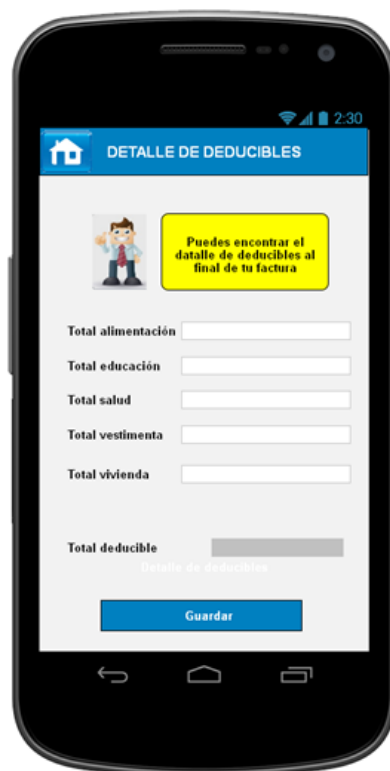 2:30
DETALLE DE DEDUCIBLES
Puedes encontrar el
datalle de deducibles al
final de tu factura
Total alimentación
Total educación
Total salud
Total vestimenta
Total vivienda
Total deducible
Detalle de deducibles
Guardar